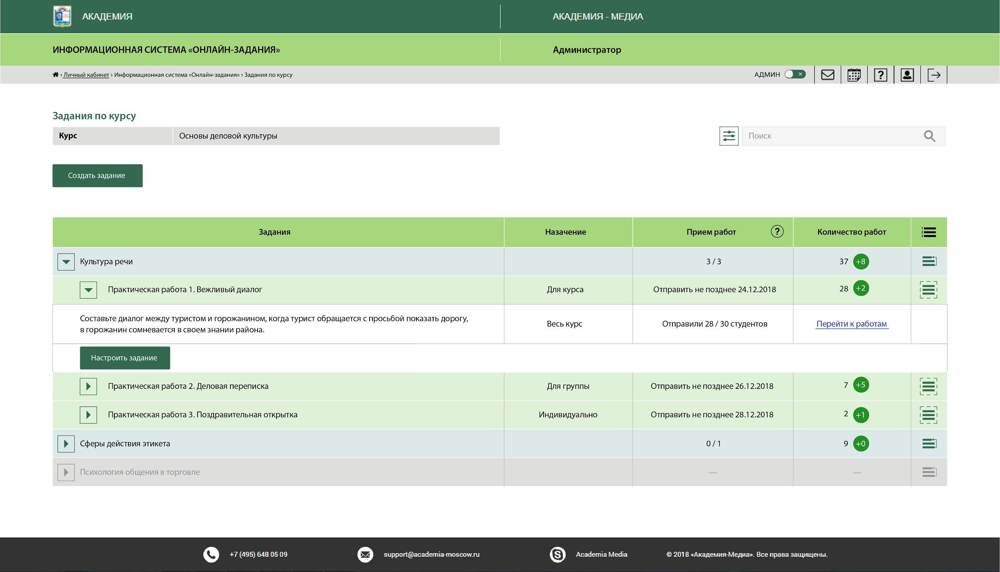 АКАДЕМИЯ
АКАДЕМИЯ - МЕДИА
ИНФОРМАЦИОННАЯ СИСТЕМА «ОНЛАЙН-ЗАДАНИЯ»
Администратор
› Личный кабинет › Информационная система «Онлайн-задания» › Задания по курсу
АДМИН
Задания по курсу
Курс
Основы деловой культуры
Поиск
Создать задание
Задания
Назачение
Прием работ
?
Количество работ
Культура речи
3 / 3
37 +8
Практическая работа 1. Вежливый диалог
Для курса
Отправить не позднее 24.12.2018
28 +2
Составьте диалог между туристом и горожанином, когда турист обращается с просьбой показать дорогу,
в горожанин сомневается в своем знании района.
Весь курс
Отправили 28 / 30 студентов
Перейти к работам
Настроить задание
Практическая работа 2. Деловая переписка
Для группы
Отправить не позднее 26.12.2018
7 +5
Практическая работа 3. Поздравительная открытка
Индивидуально
Отправить не позднее 28.12.2018
2 +1
Сферы действия этикета
0 / 1
9 +0
Психология общения в торговле
—
—
+7 (495) 648 05 09
support@academia-moscow.ru
Academia Media
© 2018 «Академия-Медиа». Все права защищены.